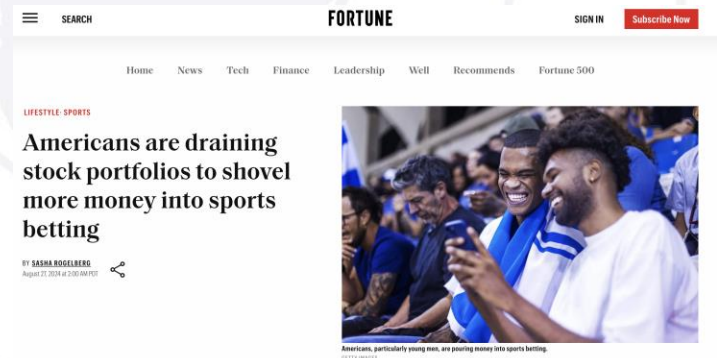 SEARCH
FORTUNE
SIGN IN
Subscribe Now
Home News Tech Finance Leadership Well Recommends Fortune 500
LIFESTYLE· SPORTS
Americans are draining
stock portfolios to shovel
more money into sports
betting
BY SASHA ROGELBERG
August 27, 2024 at 2:00 AM PDT
Americans, particularly young men, are pouring money into sports betting.
GETTY IMAGES